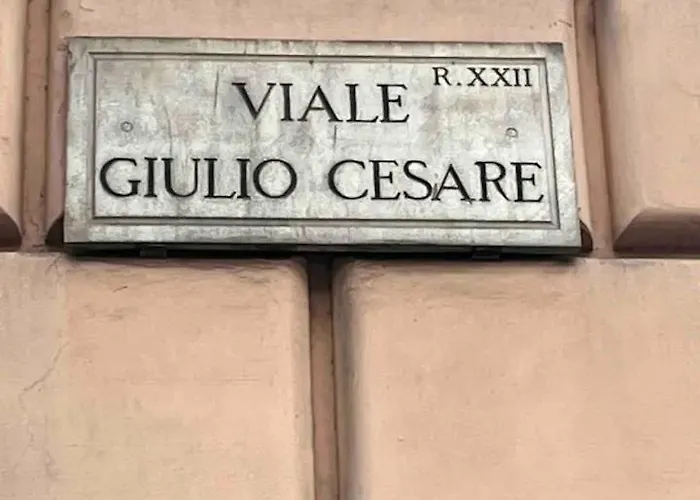 R. XXII
VIALE
GIULIO CESARE